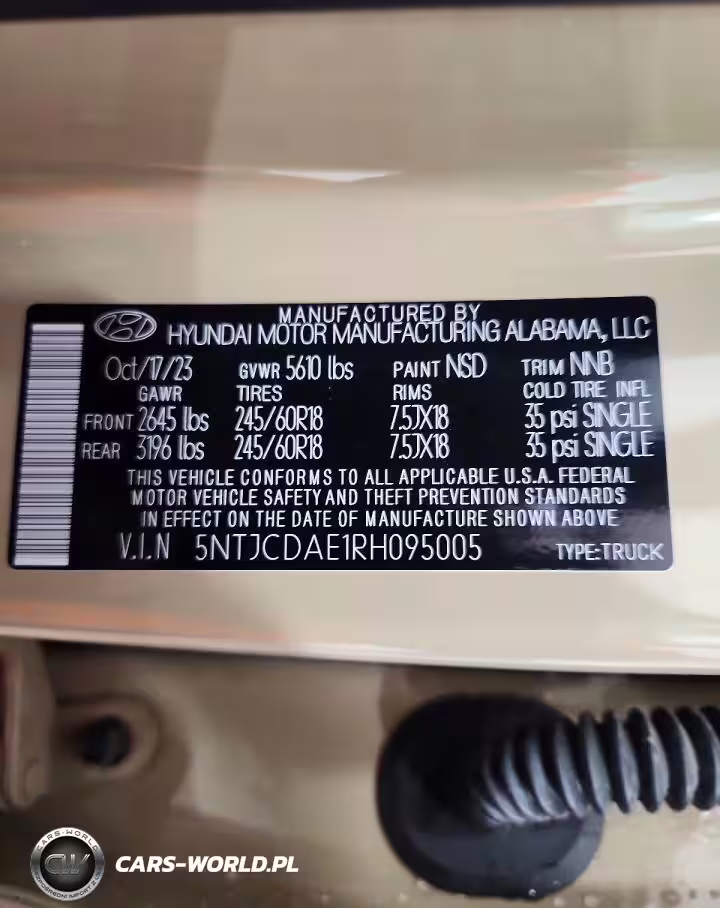 MANUFACTURED BY
HYUNDAI MOTOR MANUFACTURING ALABAMA, LLC
Oct/17/23 GVWR 5610 lbs PAINT NSD TRIM NNB
GAWR TIRES RIMS COLD TIRE INFL
FRONT 2645 lbs 245/60R18 7.5JX18 35 psi SINGLE
REAR 3196 lbs 245/60R18 7.5JX18 35 psi SINGLE
THIS VEHICLE CONFORMS TO ALL APPLICABLE U.S.A. FEDERAL
MOTOR VEHICLE SAFETY AND THEFT PREVENTION STANDARDS
IN EFFECT ON THE DATE OF MANUFACTURE SHOWN ABOVE
V.I.N 5NTJCDAE1RH095005 TYPE:TRUCK
CARS-WORLD
CW
CARS-WORLD.PL